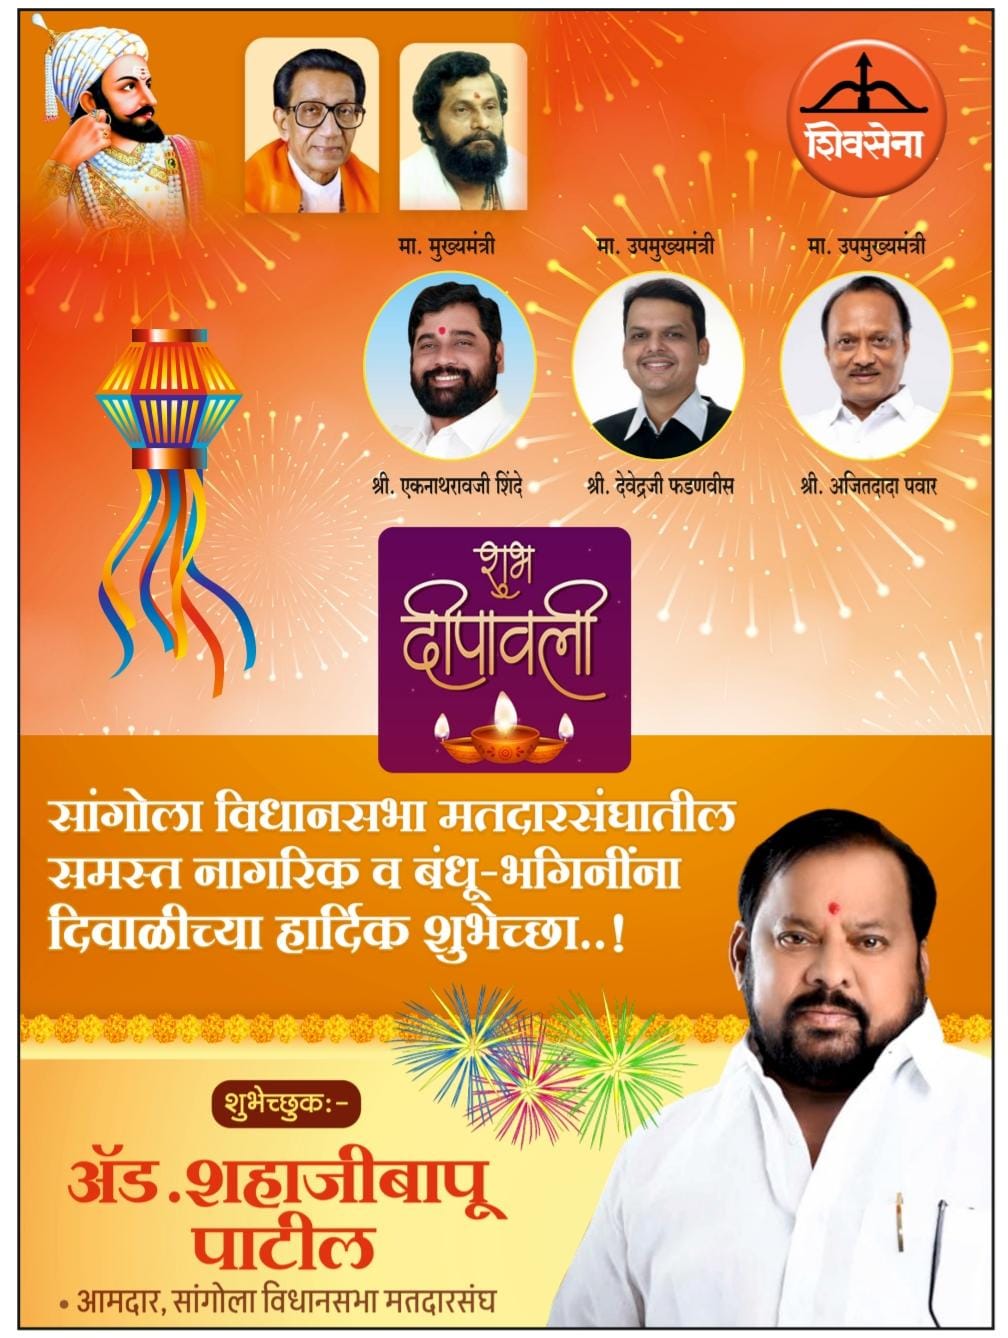 शिवसेना
मा. मुख्यमंत्री
मा. उपमुख्यमंत्री
मा. उपमुख्यमंत्री
श्री. एकनाथरावजी शिंदे
श्री. देवेद्रजी फडणवीस
श्री. अजितदादा पवार
शुभ
दीपावली
सांगोला विधानसभा मतदारसंघातील
समस्त नागरिक व बंधू-भगिनींना
दिवाळीच्या हार्दिक शुभेच्छा..!
शुभेच्छुक:-
ॲड.शहाजीबापू
पाटील
• आमदार, सांगोला विधानसभा मतदारसंघ